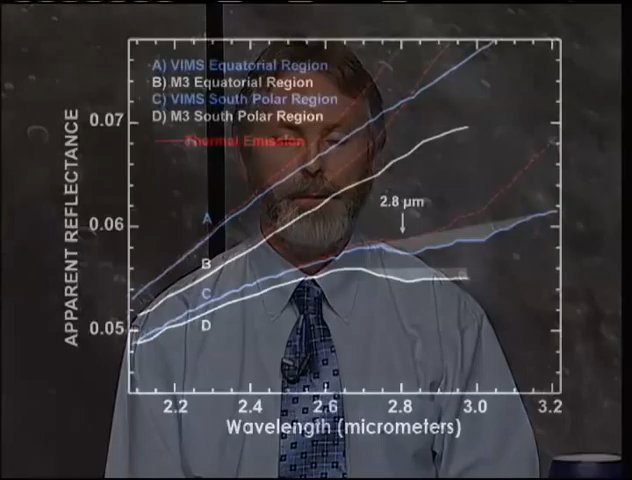 A) VIMS Equatorial Region
B) M3 Equatorial Region
C) VIMS South Polar Region
D) M3 South Polar Region
Thermal Emission
APPARENT REFLECTANCE
0.07
0.06
0.05
2.8 µm
A
B
C
D
2.2 2.4 2.6 2.8 3.0 3.2
Wavelength (micrometers)